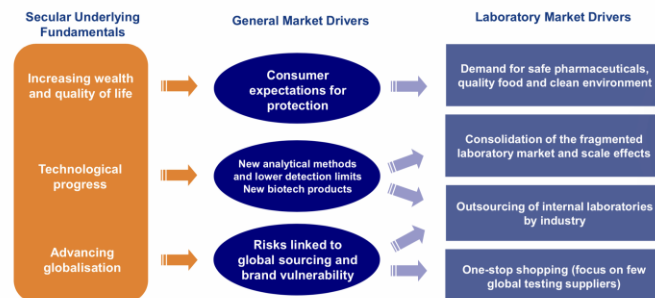 Secular Underlying
Fundamentals
General Market Drivers
Laboratory Market Drivers
Increasing wealth
and quality of life
Consumer
expectations for
protection
Demand for safe pharmaceuticals,
quality food and clean environment
Technological
progress
New analytical methods
and lower detection limits
New biotech products
Consolidation of the fragmented
laboratory market and scale effects
Outsourcing of internal laboratories
by industry
Advancing
globalisation
Risks linked to
global sourcing and
brand vulnerability
One-stop shopping (focus on few
global testing suppliers)